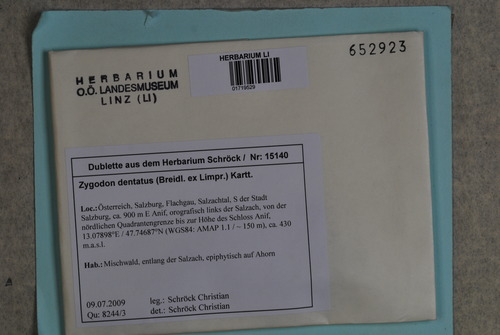 HERBARIUM
O.Ö. LANDESMUSEUM
LINZ (LI)
HERBARIUM LI
01719529
652923
Dublette aus dem Herbarium Schröck / Nr: 15140
Zygodon dentatus (Breidl. ex Limpr.) Kartt.
Loc.: Österreich, Salzburg, Flachgau, Salzachtal, S der Stadt
Salzburg, ca. 900 m E Anif, orografisch links der Salzach, von der
nördlichen Quadrantengrenze bis zur Höhe des Schloss Anif,
13.07898°E / 47.74687°N (WGS84: AMAP 1.1 / ~ 150 m), ca. 430
m.a.s.l.
Hab.: Mischwald, entlang der Salzach, epiphytisch auf Ahorn
09.07.2009 leg.: Schröck Christian
Qu: 8244/3 det.: Schröck Christian